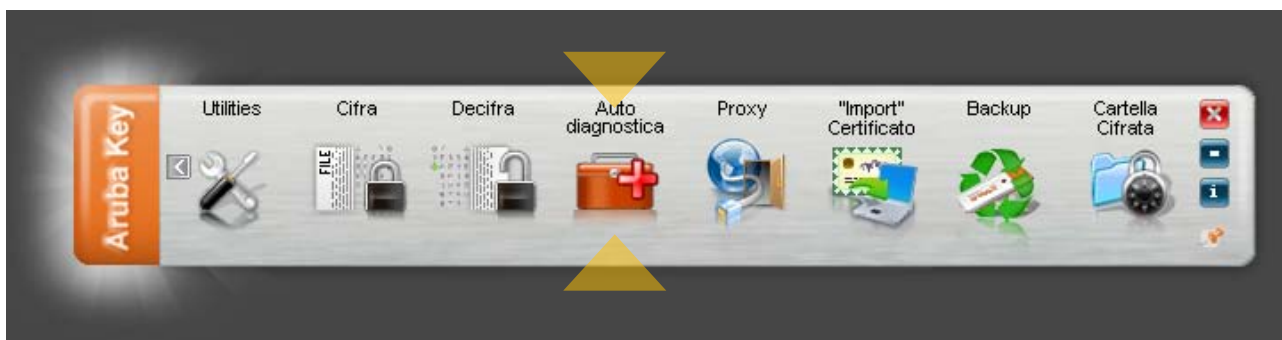 Aruba Key
Utilities
Cifra
Decifra
Auto
diagnostica
Proxy
"Import"
Certificato
Backup
Cartella
Cifrata
FILE
i